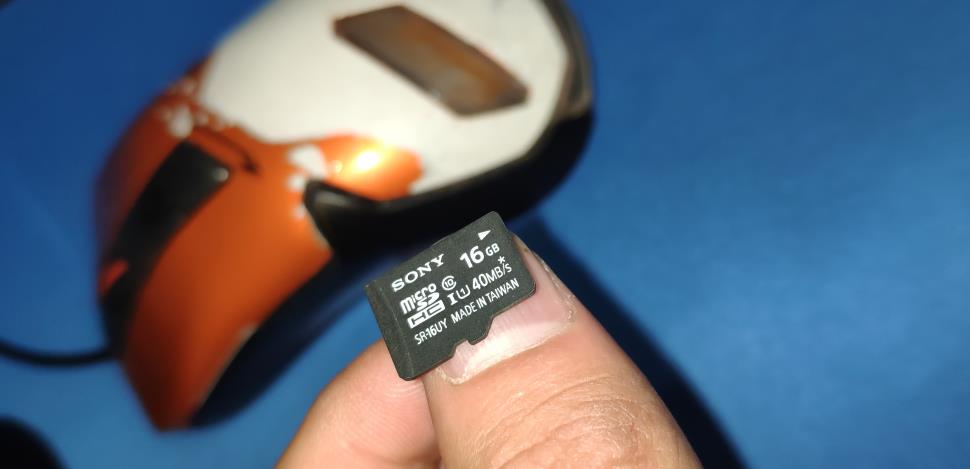 SONY 16GB
micro SD HC ⑩ I U1 40MB/s*
SR-16UY MADE IN TAIWAN